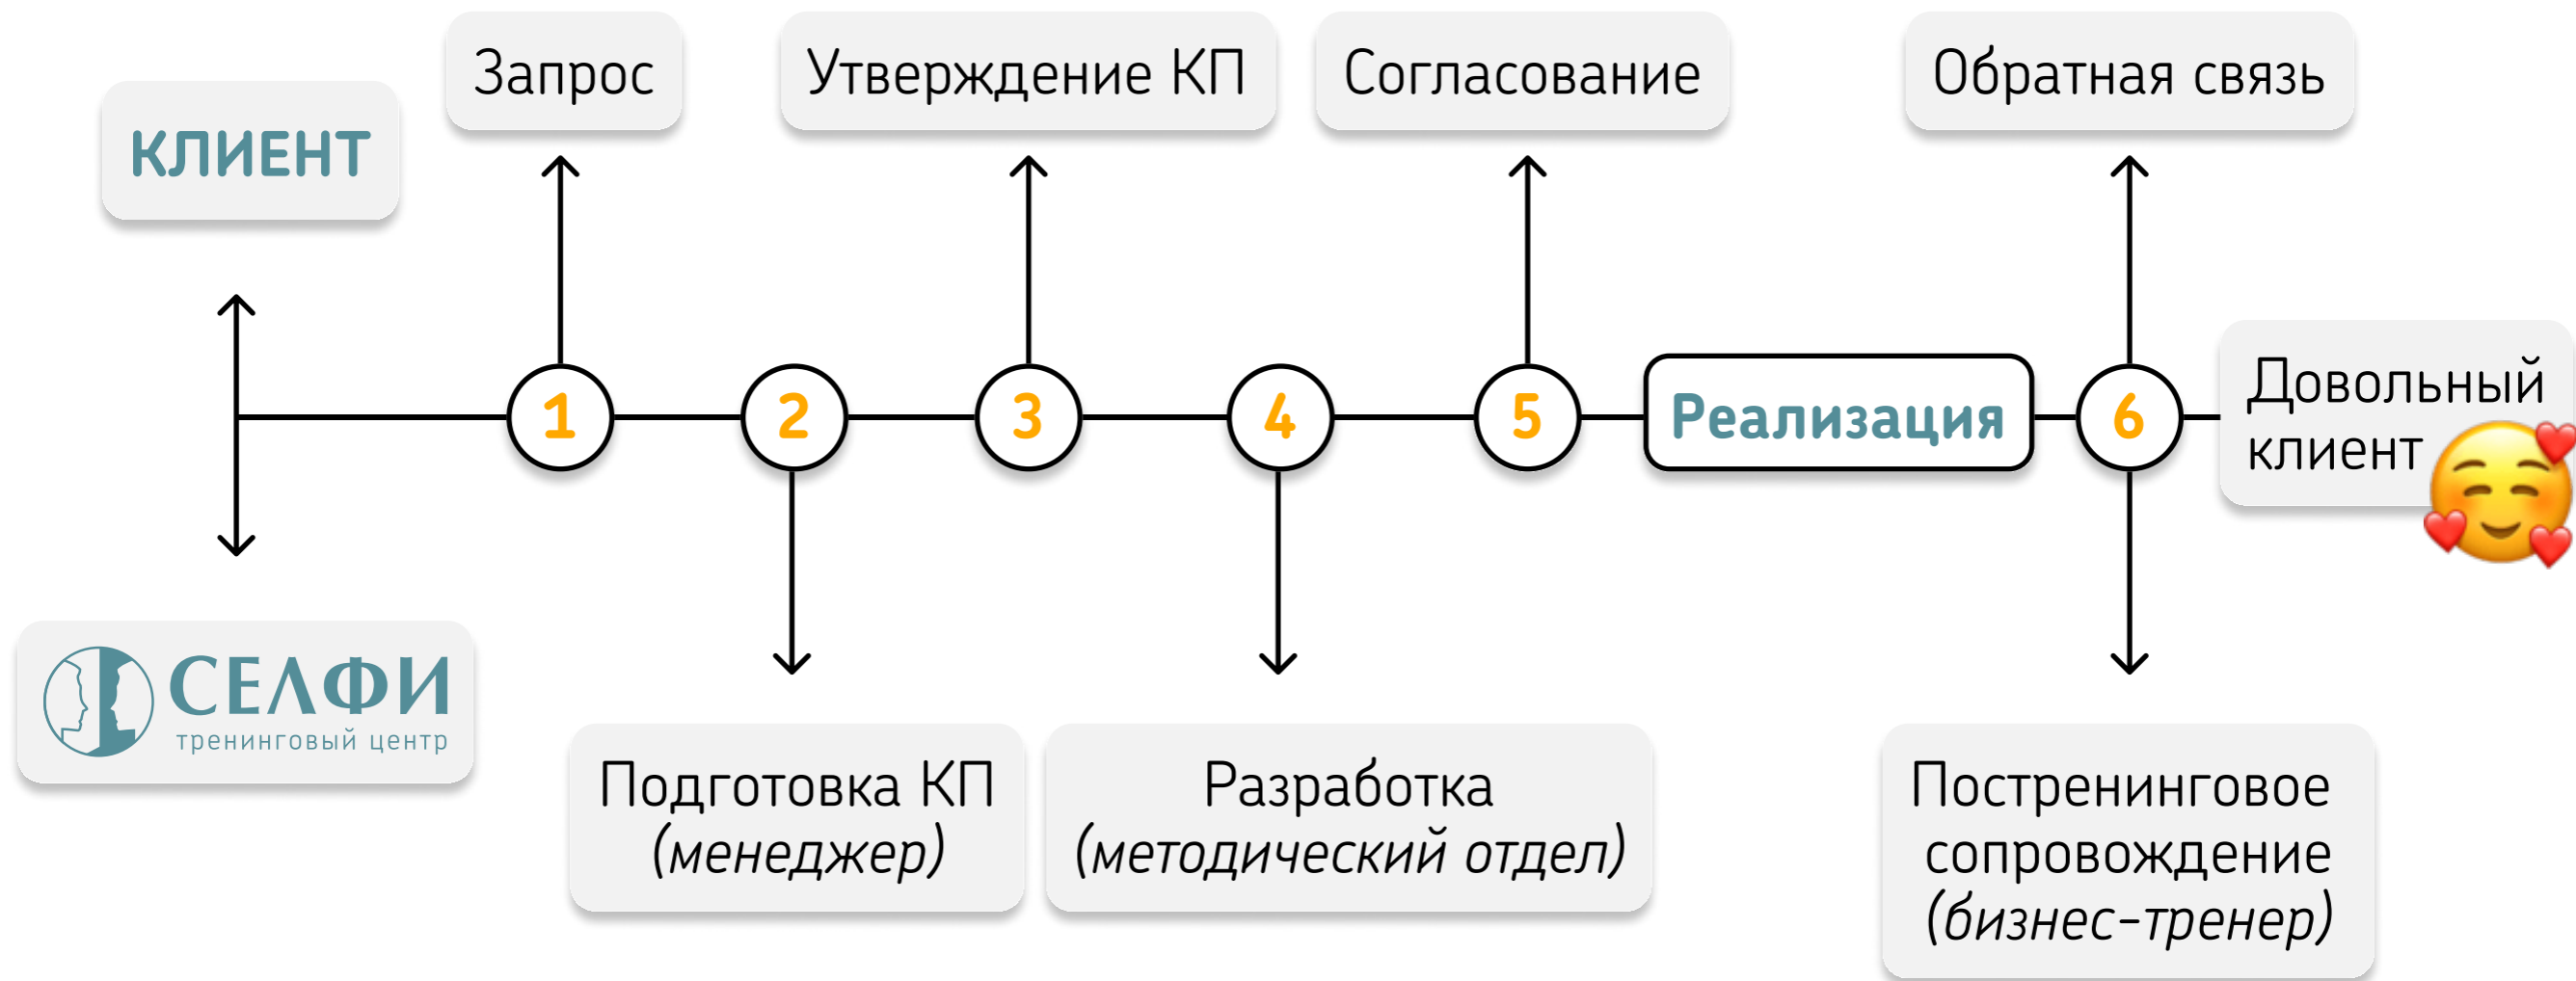 КЛИЕНТ
Запрос
Утверждение КП
Согласование
Обратная связь
1
2
3
4
5
Реализация
6
Довольный
клиент
СЕЛФИ
тренинговый центр
Подготовка КП
(менеджер)
Разработка
(методический отдел)
Постренинговое
сопровождение
(бизнес-тренер)